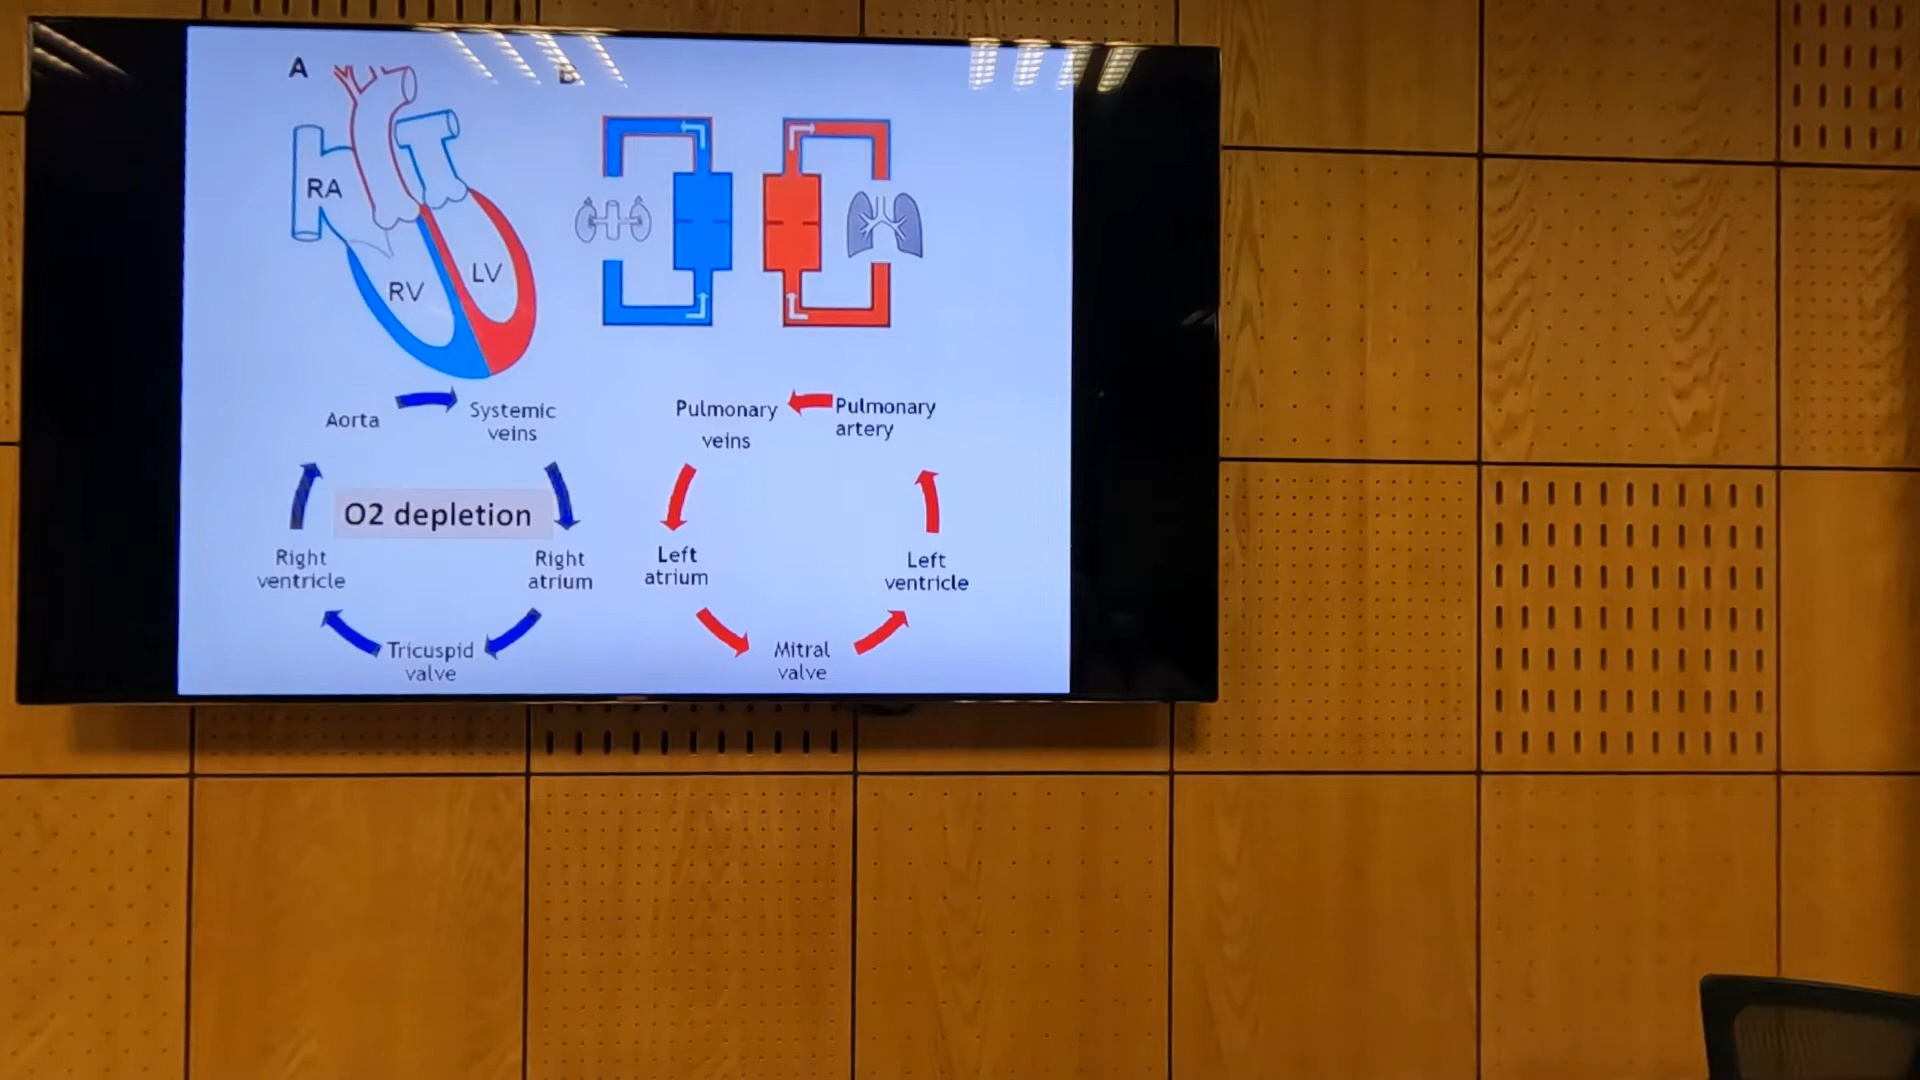 A
B
RA
RV
LV
Aorta
Systemic
veins
Pulmonary
veins
Pulmonary
artery
O2 depletion
Right
ventricle
Right
atrium
Left
atrium
Left
ventricle
Tricuspid
valve
Mitral
valve